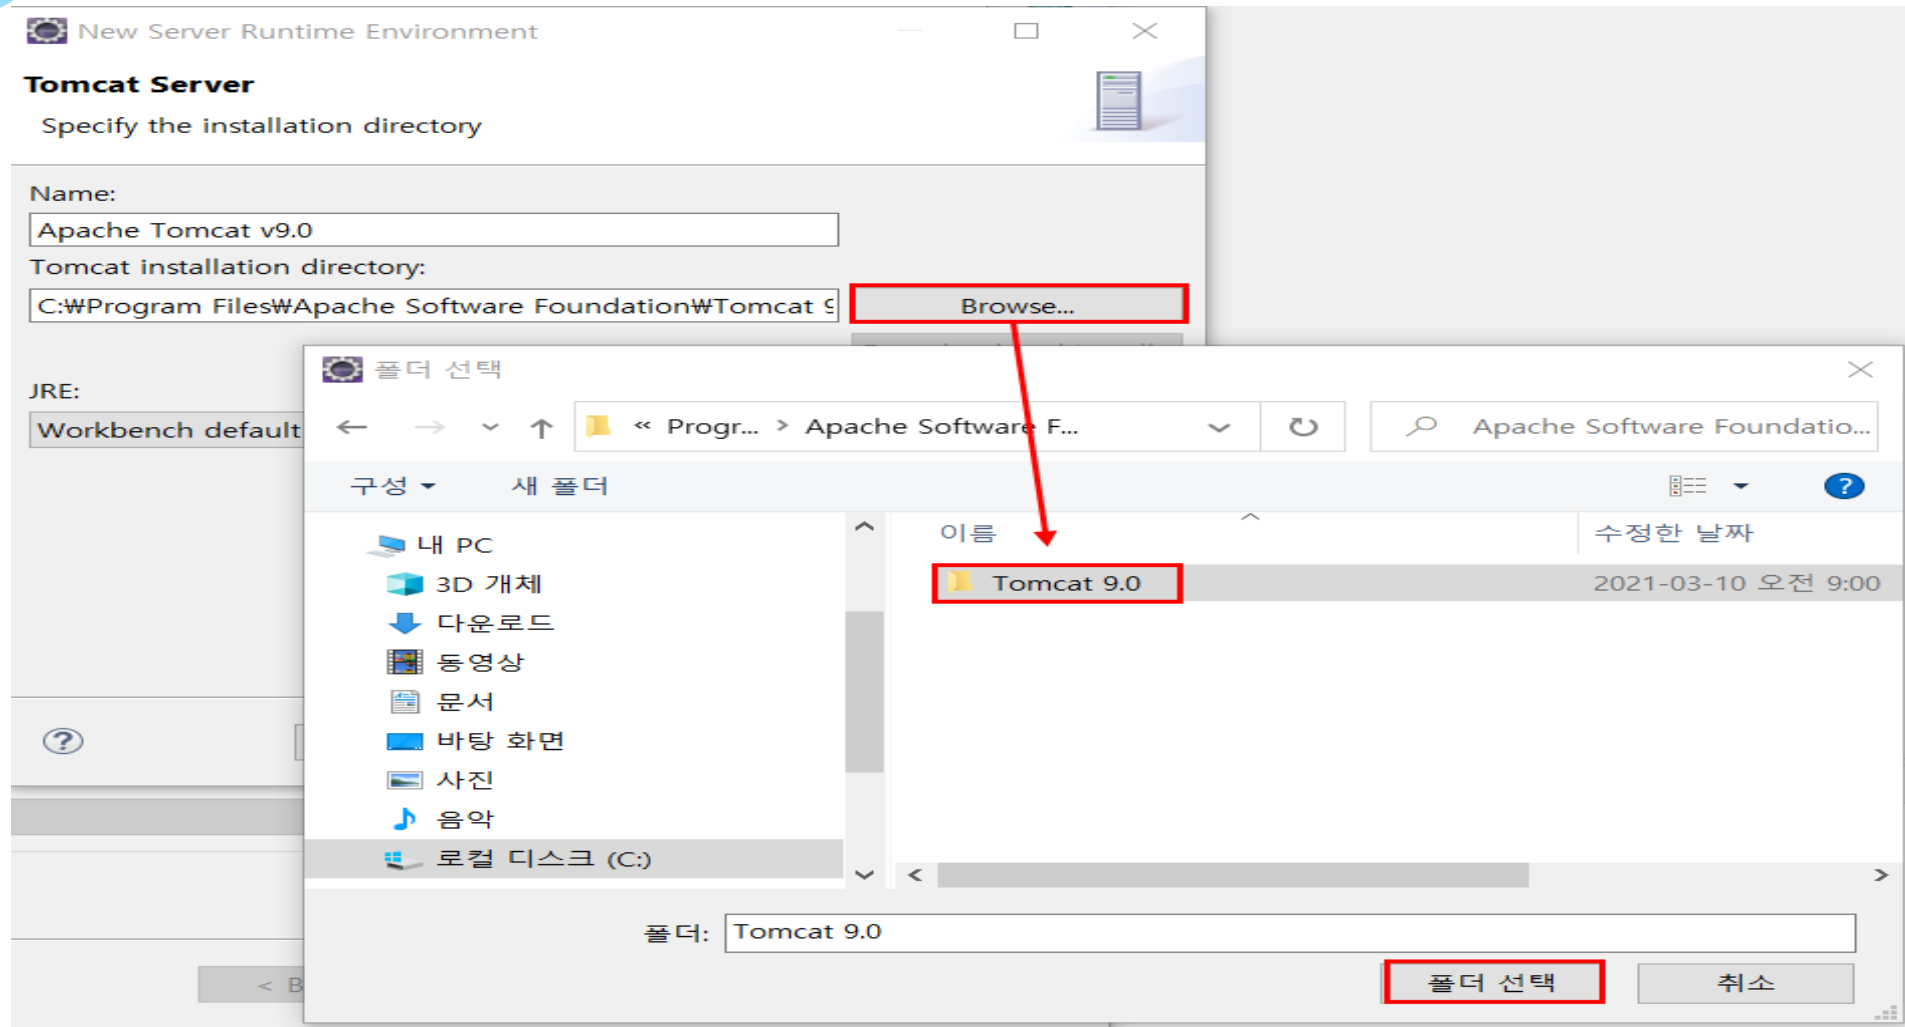 New Server Runtime Environment
Tomcat Server
Specify the installation directory
Name:
Apache Tomcat v9.0
Tomcat installation directory:
C:₩Program Files₩Apache Software Foundation₩Tomcat 9
Browse...
JRE:
Workbench default
폴더 선택
« Progr... > Apache Software F...
Apache Software Foundatio...
구성
새 폴더
이름
수정한 날짜
Tomcat 9.0
2021-03-10 오전 9:00
내 PC
3D 개체
다운로드
동영상
문서
바탕 화면
사진
음악
로컬 디스크 (C:)
폴더:
Tomcat 9.0
폴더 선택
취소
< B